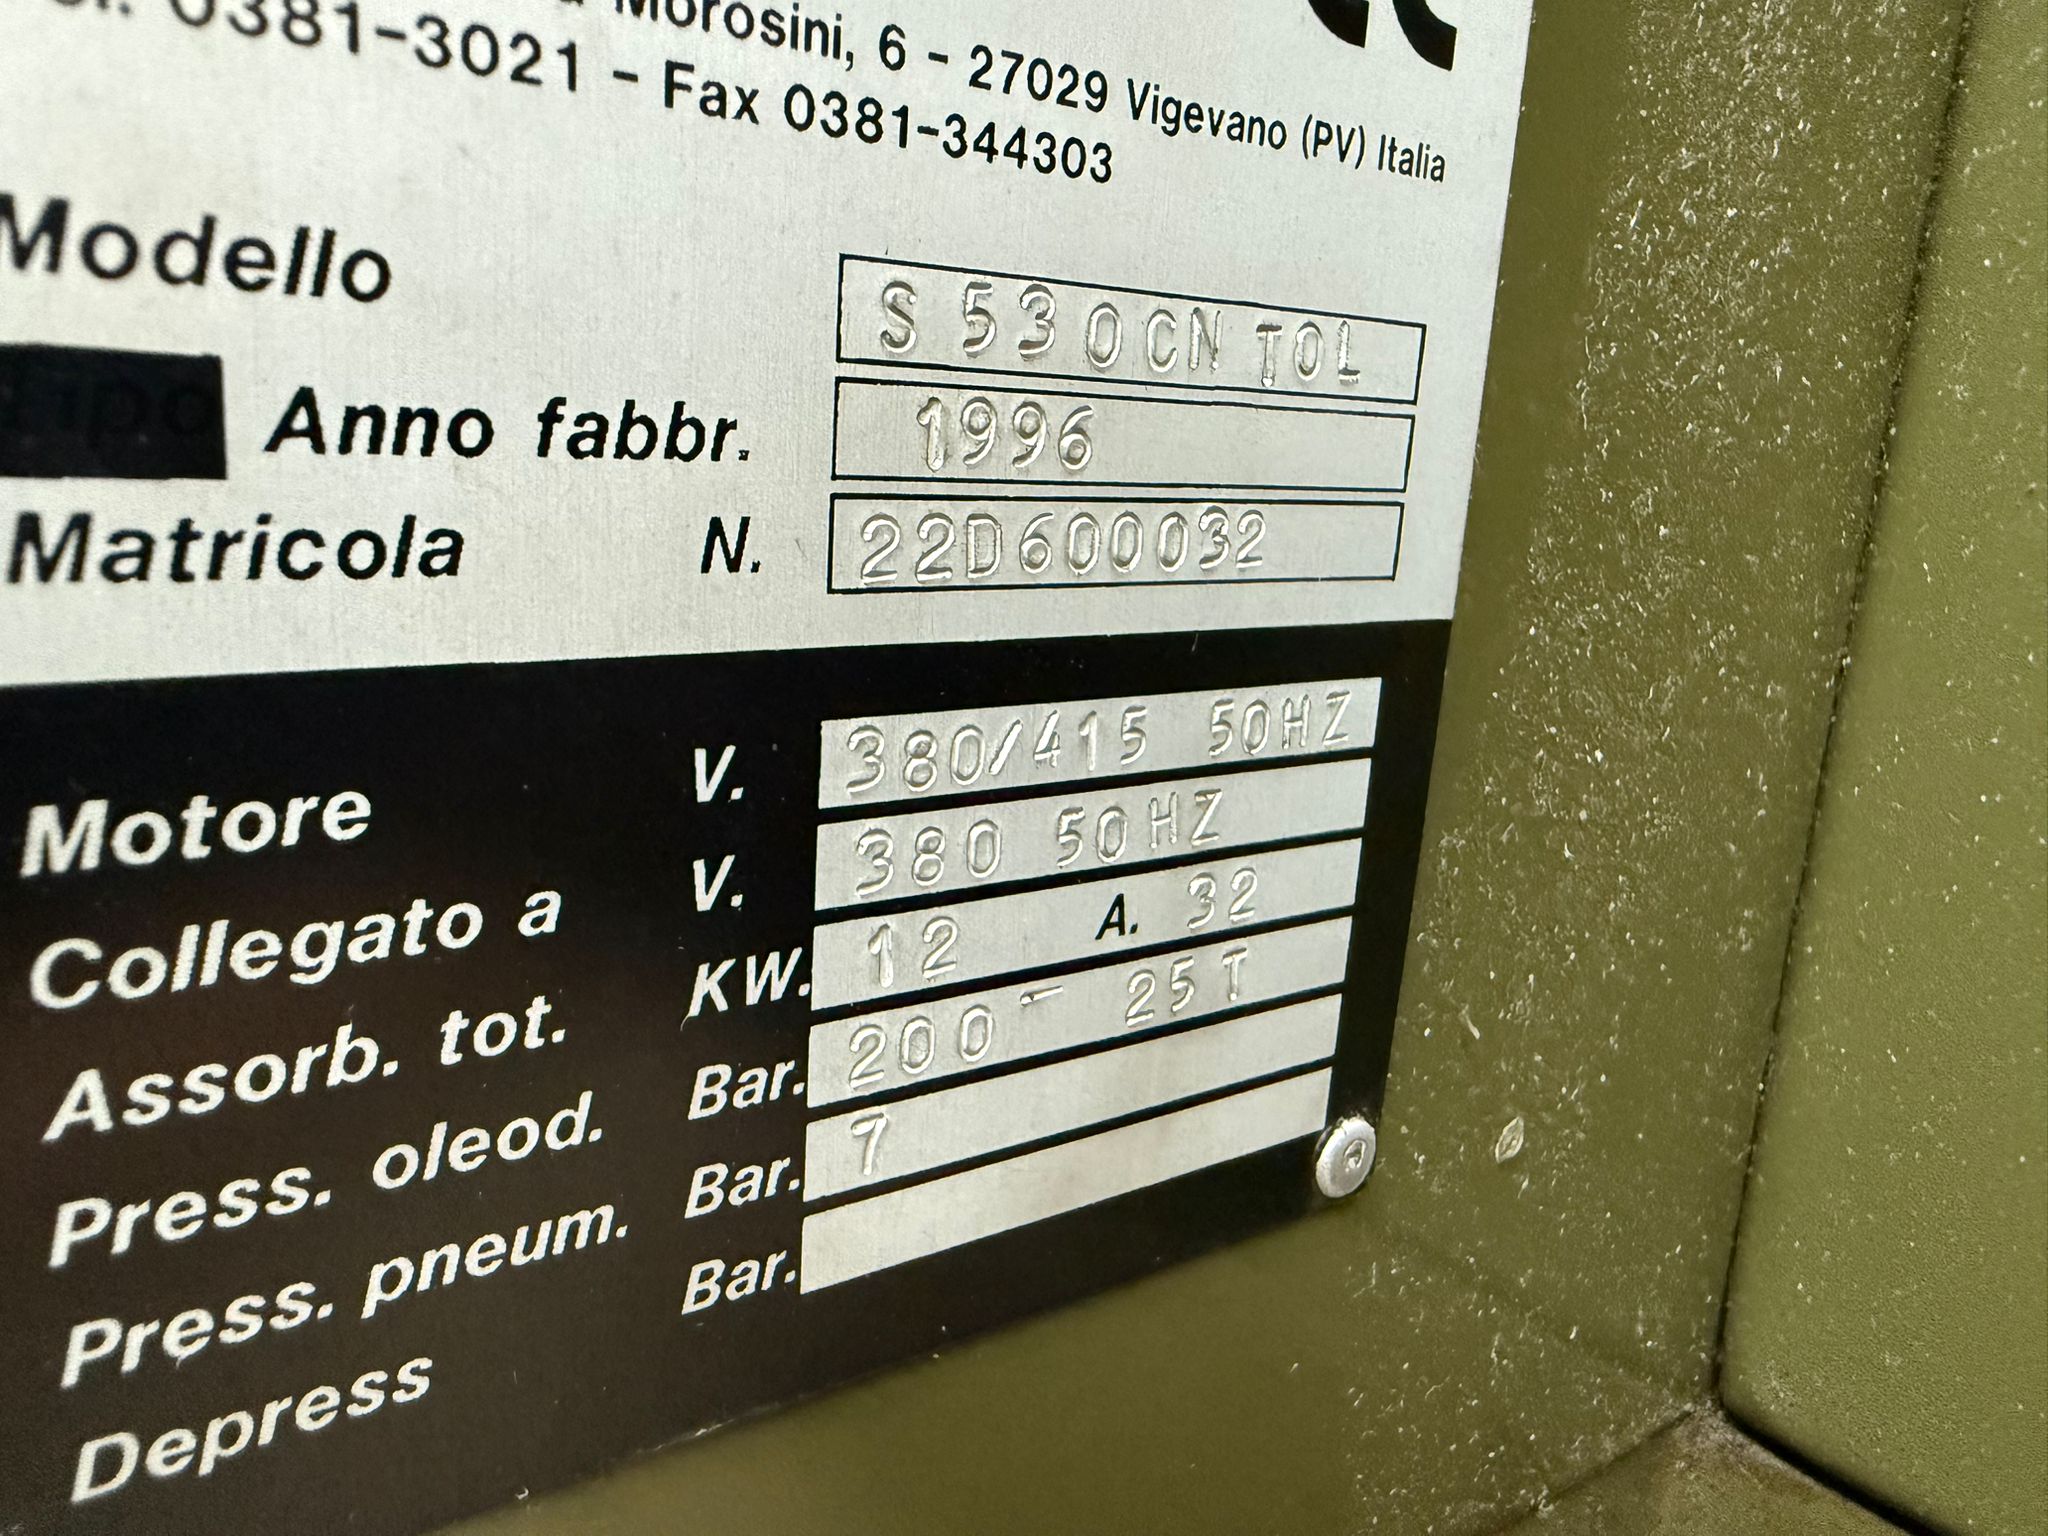 Morosini, 6 - 27029 Vigevano (PV) Italia
0381-3021 - Fax 0381-344303
Modello S 530CN TOL
Anno fabbr. 1996
Matricola N. 22D600032
Motore V. 380/415 50HZ
Collegato a V. 380 50HZ
Assorb. tot. KW. 12 A. 32
Press. oleod. Bar. 200 - 25T
Press. pneum. Bar. 7
Depress Bar.